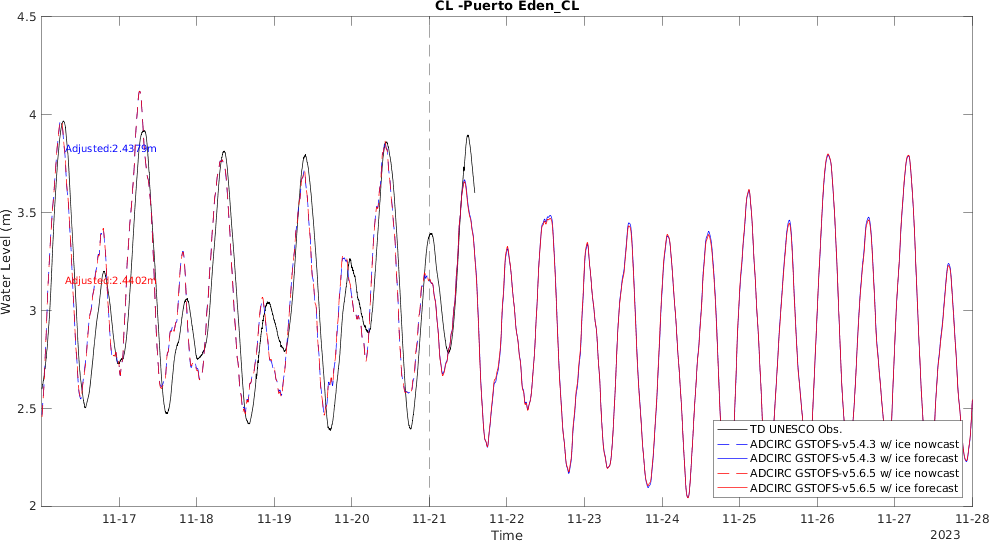 CL -Puerto Eden_CL
4.5
4
3.5
3
2.5
2
Water Level (m)
Adjusted:2.4379m
Adjusted:2.4402m
TD UNESCO Obs.
ADCIRC GSTOFS-v5.4.3 w/ ice nowcast
ADCIRC GSTOFS-v5.4.3 w/ ice forecast
ADCIRC GSTOFS-v5.6.5 w/ ice nowcast
ADCIRC GSTOFS-v5.6.5 w/ ice forecast
11-17 11-18 11-19 11-20 11-21 11-22 11-23 11-24 11-25 11-26 11-27 11-28
Time
2023